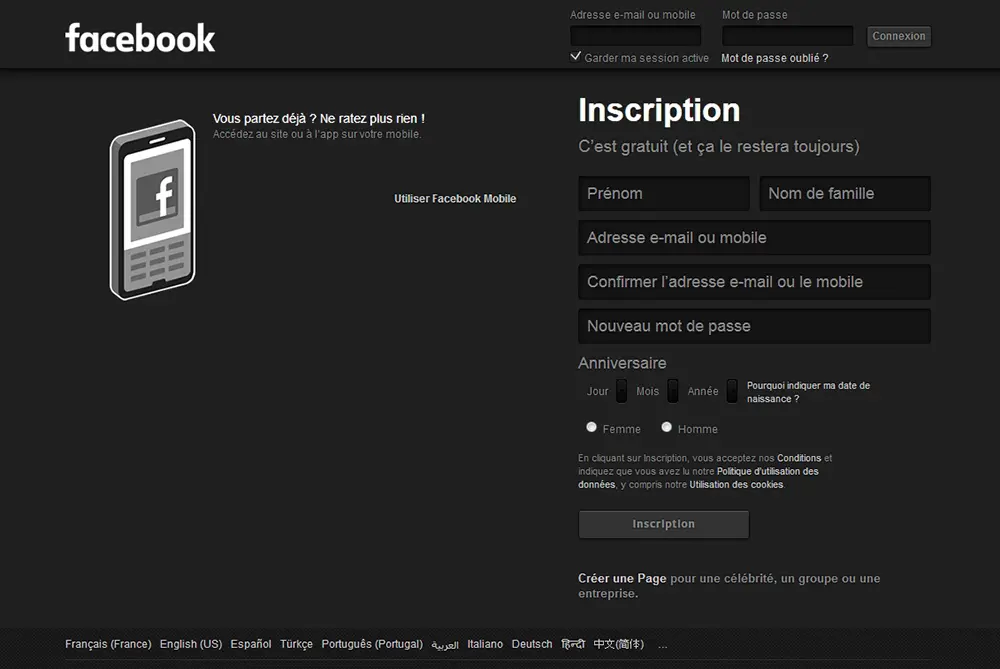 facebook
Adresse e-mail ou mobile
Mot de passe
Connexion
Garder ma session active
Mot de passe oublié ?
Vous partez déjà ? Ne ratez plus rien !
Accédez au site ou à l'app sur votre mobile.
Utiliser Facebook Mobile
f
Inscription
C'est gratuit (et ça le restera toujours)
Prénom
Nom de famille
Adresse e-mail ou mobile
Confirmer l'adresse e-mail ou le mobile
Nouveau mot de passe
Anniversaire
Jour Mois Année
Pourquoi indiquer ma date de
naissance ?
Femme Homme
En cliquant sur Inscription, vous acceptez nos Conditions et
indiquez que vous avez lu notre Politique d'utilisation des
données, y compris notre Utilisation des cookies.
Inscription
Créer une Page pour une célébrité, un groupe ou une
entreprise.
Français (France) English (US) Español Türkçe Português (Portugal) العربية Italiano Deutsch हिन्दी 中文(简体) ...